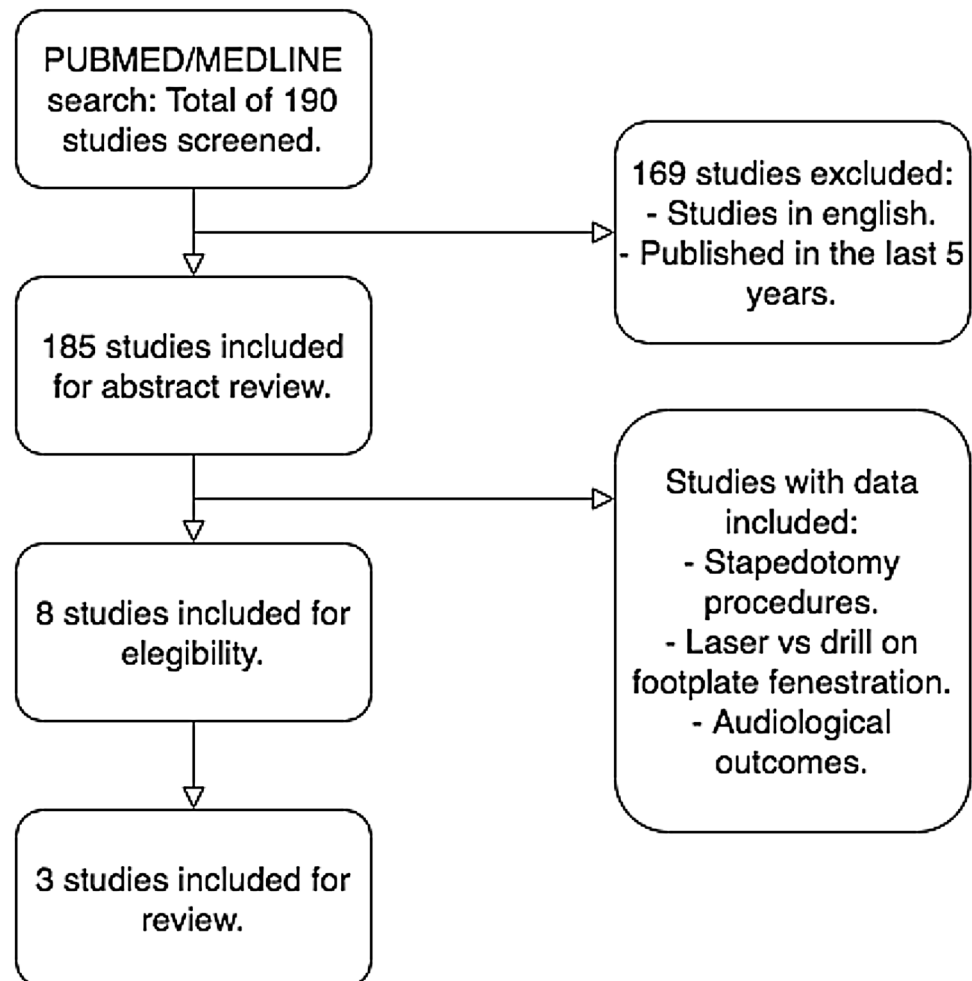 PUBMED/MEDLINE
search: Total of 190
studies screened.
169 studies excluded:
- Studies in english.
- Published in the last 5
years.
185 studies included
for abstract review.
Studies with data
included:
- Stapedotomy
procedures.
- Laser vs drill on
footplate fenestration.
- Audiological
outcomes.
8 studies included for
elegibility.
3 studies included for
review.